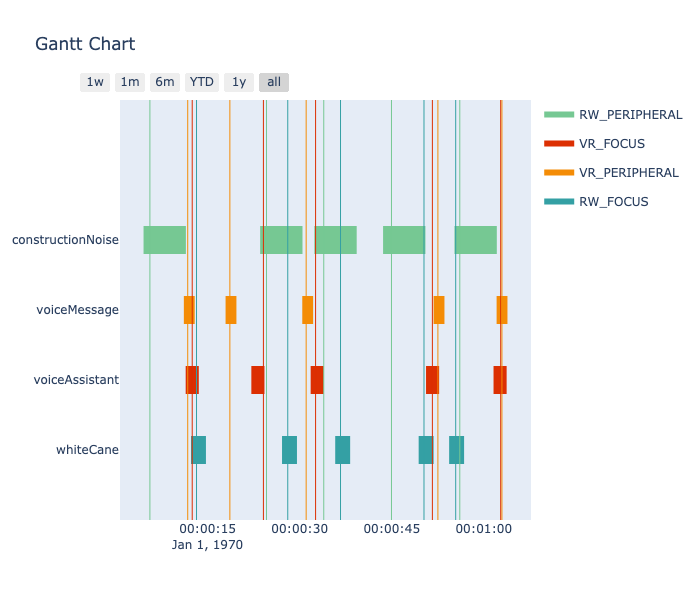 Gantt Chart
1w 1m 6m YTD 1y all
RW_PERIPHERAL
VR_FOCUS
VR_PERIPHERAL
RW_FOCUS
constructionNoise
voiceMessage
voiceAssistant
whiteCane
00:00:15 00:00:30 00:00:45 00:01:00
Jan 1, 1970